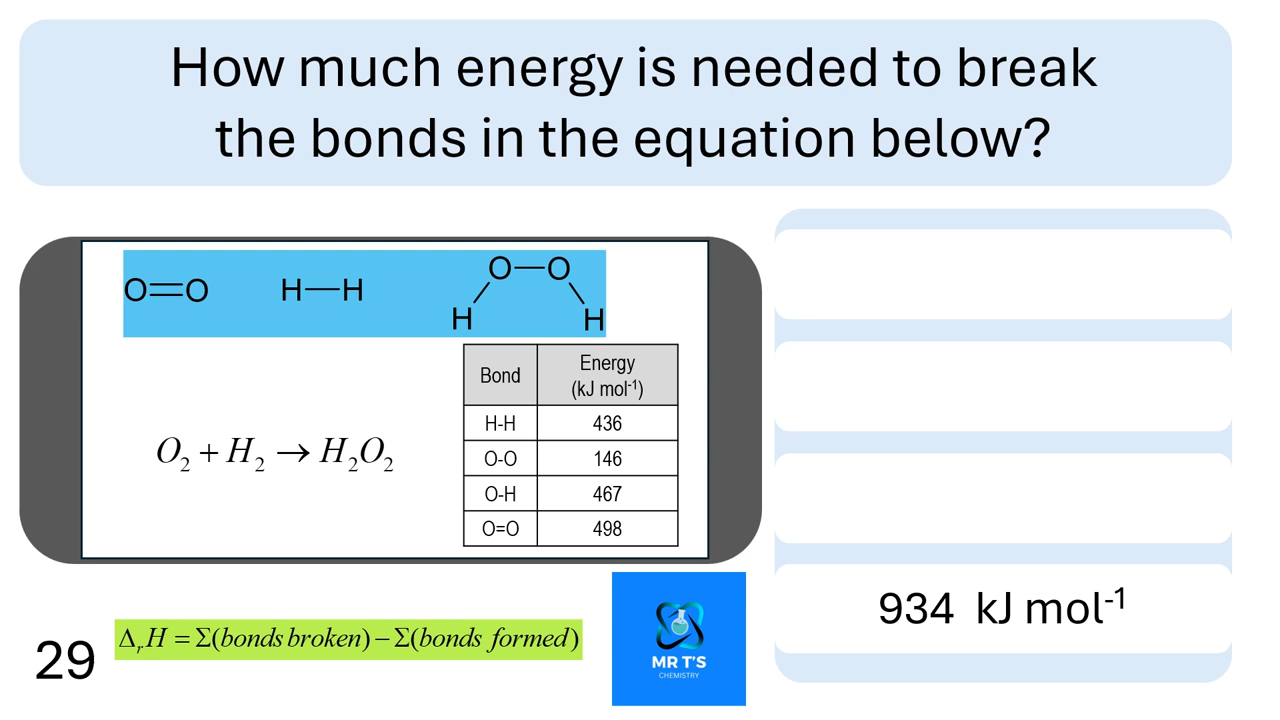 How much energy is needed to break
the bonds in the equation below?
O=O H—H O—O
H H
Bond Energy (kJ mol⁻¹)
H-H 436
O-O 146
O-H 467
O=O 498
O₂ + H₂ → H₂O₂
934 kJ mol⁻¹
29
ΔᵣH = Σ(bonds broken) − Σ(bonds formed)
MR T'S
CHEMISTRY